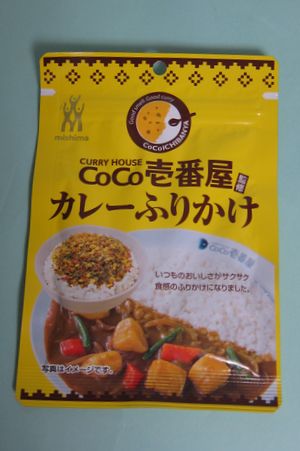 mishima
Good smell Good curry
CoCoICHIBANYA
CURRY HOUSE
CoCo壱番屋
監修
カレーふりかけ
CoCo壱番屋
いつものおいしさがサクサク
食感のふりかけになりました。
写真はイメージです。